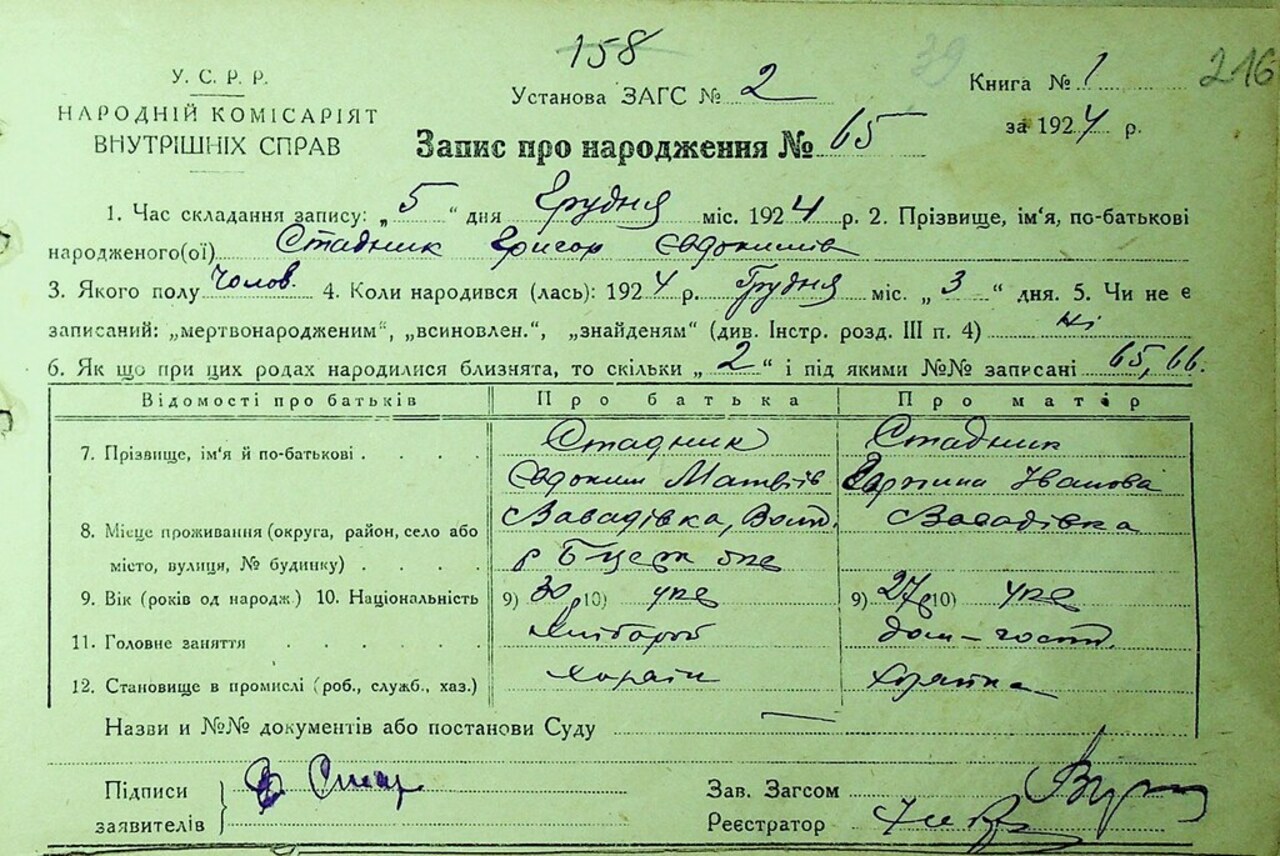 158
39
216
У. С. Р. Р.
НАРОДНІЙ КОМІСАРІЯТ
ВНУТРІШНІХ СПРАВ
Установа ЗАГС № 2
Книга № 1
за 1924 р.
Запис про народження № 65
1. Час складання запису: „ 5 “ дня Грудня міс. 1924 р. 2. Прізвище, ім'я, по-батькові
народженого(ої) Стадник Григор Євдокимів
3. Якого полу чолов. 4. Коли народився (лась): 1924 р. Грудня міс. „ 3 “ дня. 5. Чи не є
записаний: „мертвонародженим“, „всиновлен.“, „знайденям“ (див. Інстр. розд. III п. 4) ні
6. Як що при цих родах народилися близнята, то скільки „ 2 “ і під якими №№ записані 65, 66.
Відомості про батьків Про батька Про матір
7. Прізвище, ім'я й по-батькові . . . . Стадник Стадник
Євдоким Матвіїв Іванова
8. Місце проживання (округа, район, село або Завадівка, Завадівка
місто, вулиця, № будинку) . . . .
9. Вік (років од народж.) 10. Національність 9) 30 10) укр 9) 27 10) укр
11. Головне заняття . . . . . Хлібороб дом-госп.
12. Становище в промислі (роб., служб., хаз.) хазяїн хазяйка
Назви и №№ документів або постанови Суду —
Підписи
заявителів
Зав. Загсом
Реєстратор